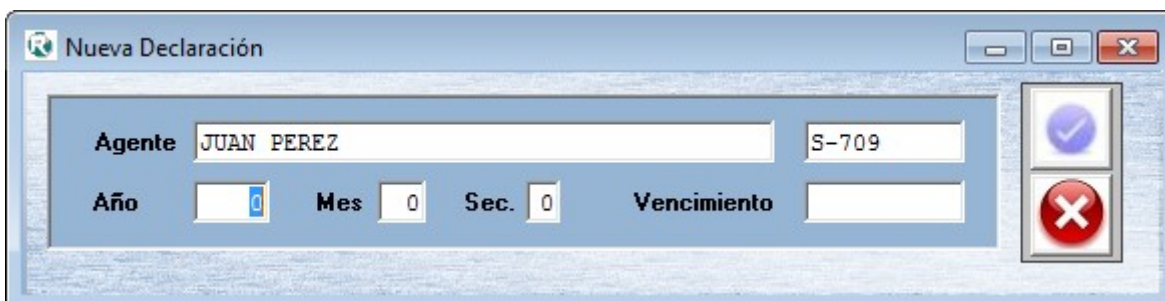 Nueva Declaración
Agente JUAN PEREZ S-709
Año 0 Mes 0 Sec. 0 Vencimiento